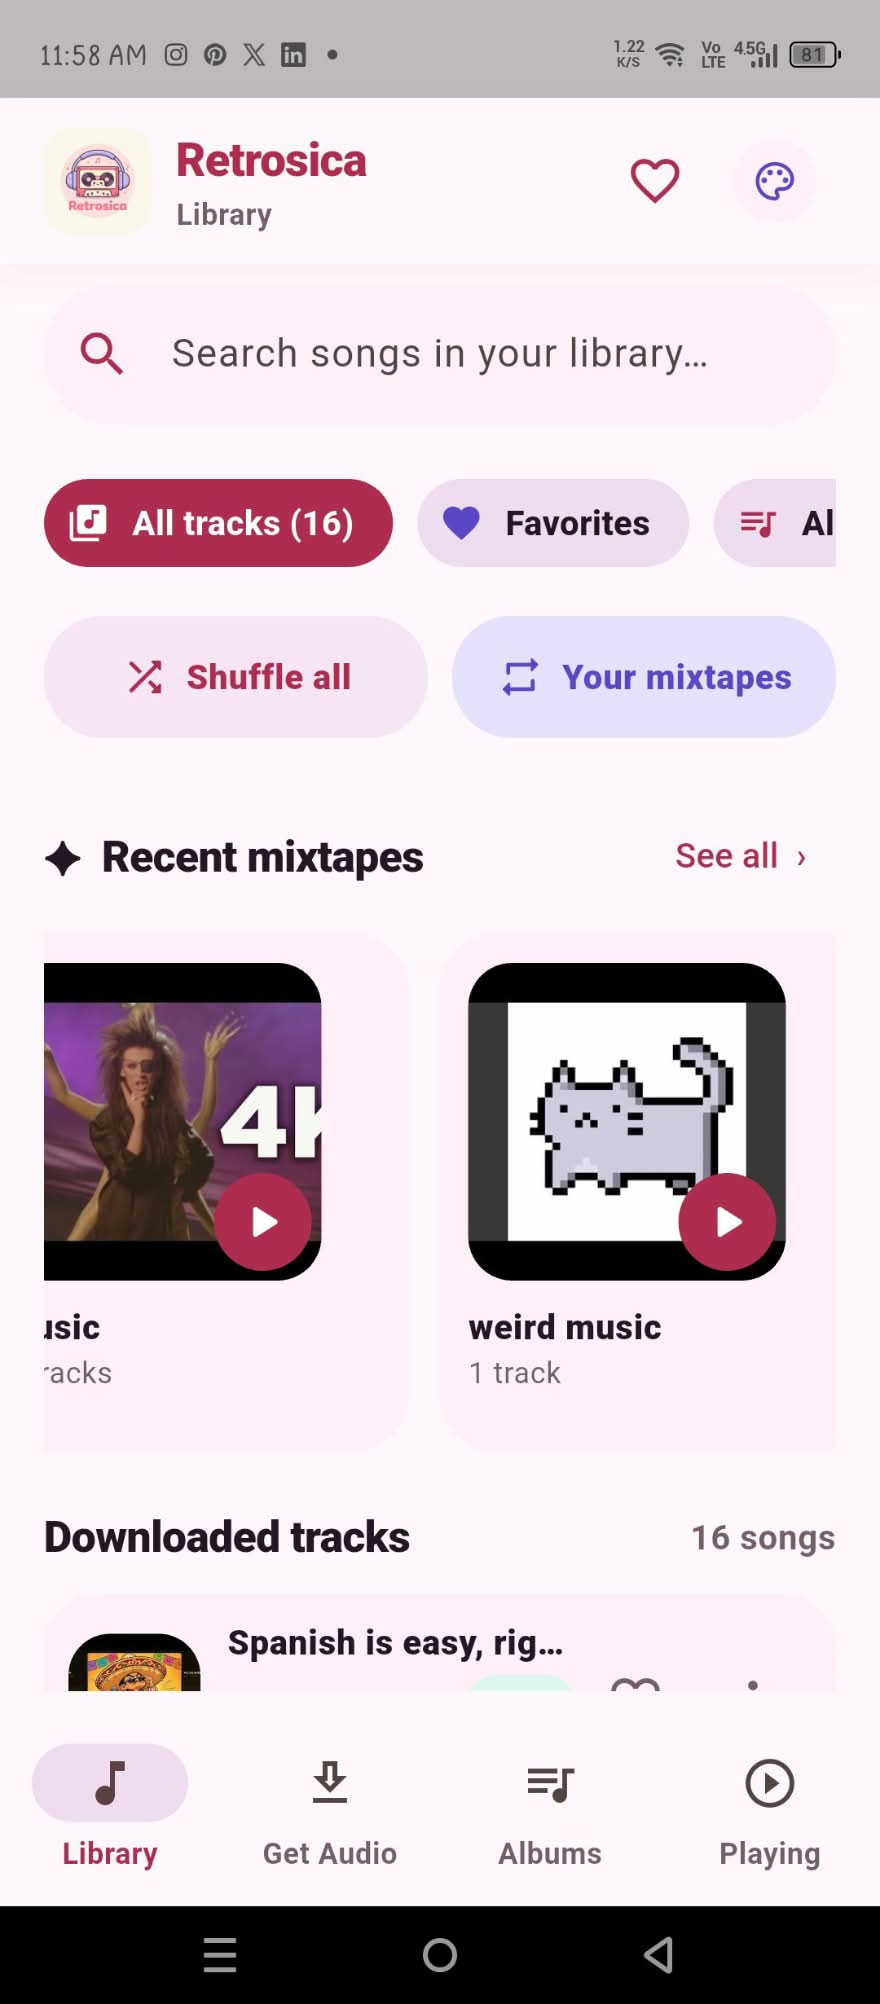 11:58 AM
1.22
K/S
Vo
LTE
4.5G
81
Retrosica
Retrosica
Library
Search songs in your library…
All tracks (16)
Favorites
Al
Shuffle all
Your mixtapes
Recent mixtapes
See all ›
4K
usic
racks
weird music
1 track
Downloaded tracks
16 songs
Spanish is easy, rig…
Library
Get Audio
Albums
Playing